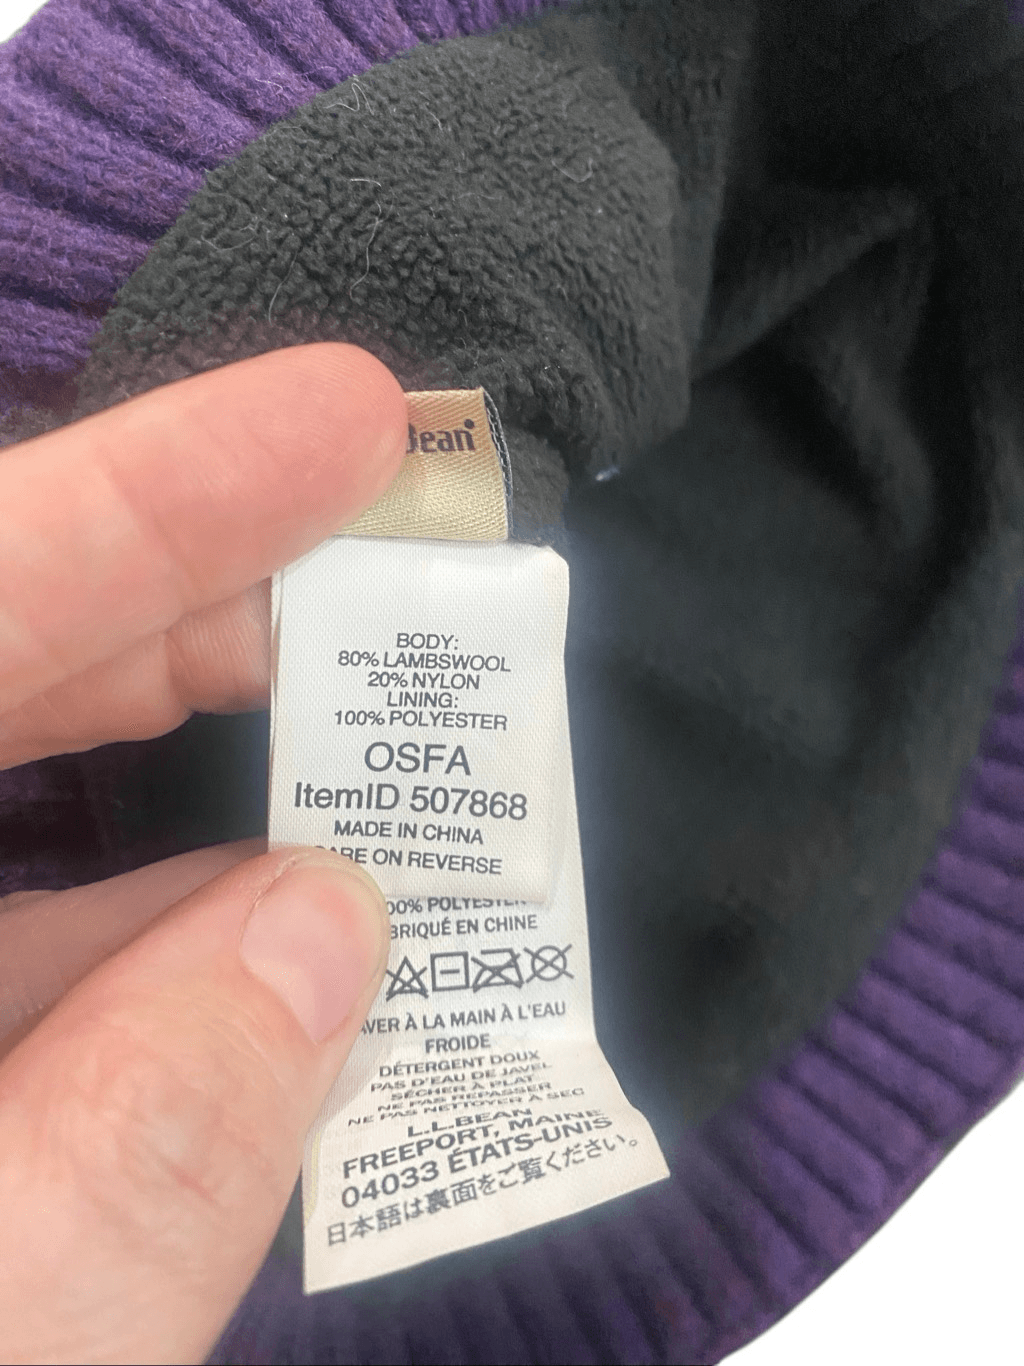 Bean
BODY:
80% LAMBSWOOL
20% NYLON
LINING:
100% POLYESTER
OSFA
ItemID 507868
MADE IN CHINA
CARE ON REVERSE
00% POLYESTER
BRIQUÉ EN CHINE
VER À LA MAIN À L'EAU
FROIDE
DÉTERGENT DOUX
PAS D'EAU DE JAVEL
SÉCHER À PLAT
NE PAS REPASSER
NE PAS NETTOYER A SEC
L.L.BEAN
FREEPORT, MAINE
04033 ÉTATS-UNIS
日本語は裏面をご覧ください。